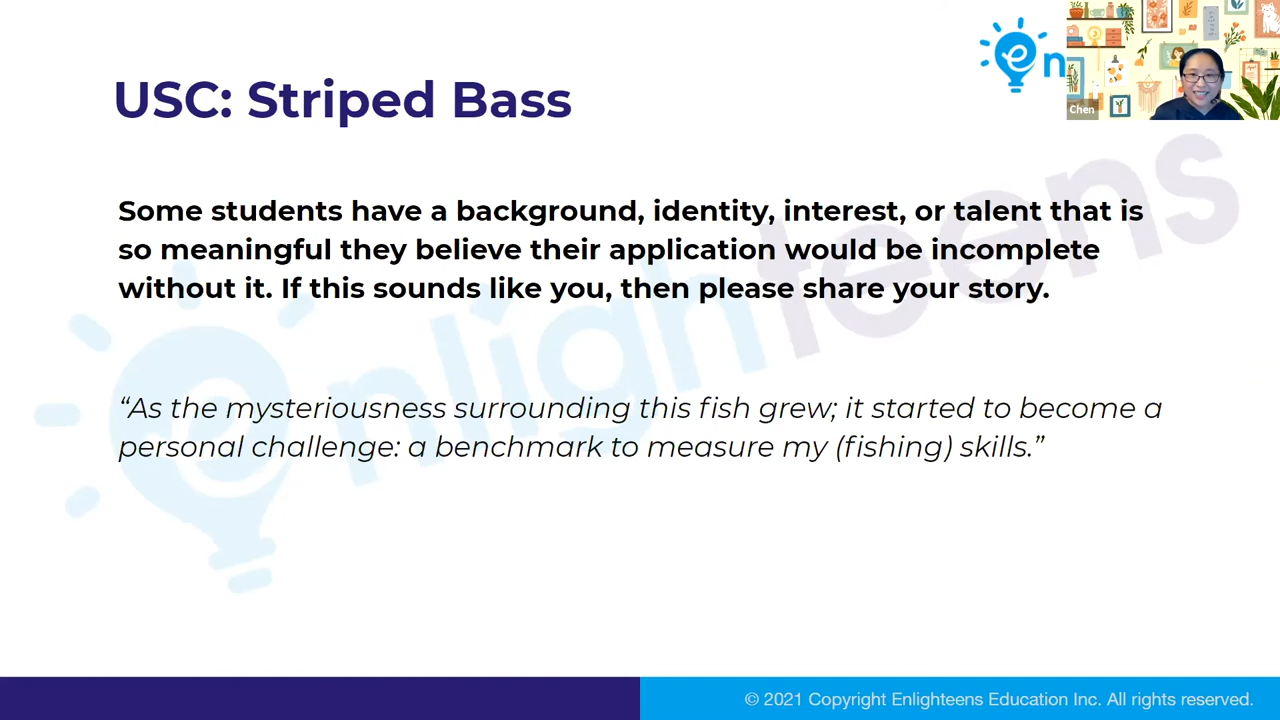 USC: Striped Bass
en
Chen
Some students have a background, identity, interest, or talent that is
so meaningful they believe their application would be incomplete
without it. If this sounds like you, then please share your story.
enlighteens
“As the mysteriousness surrounding this fish grew; it started to become a
personal challenge: a benchmark to measure my (fishing) skills.”
© 2021 Copyright Enlighteens Education Inc. All rights reserved.